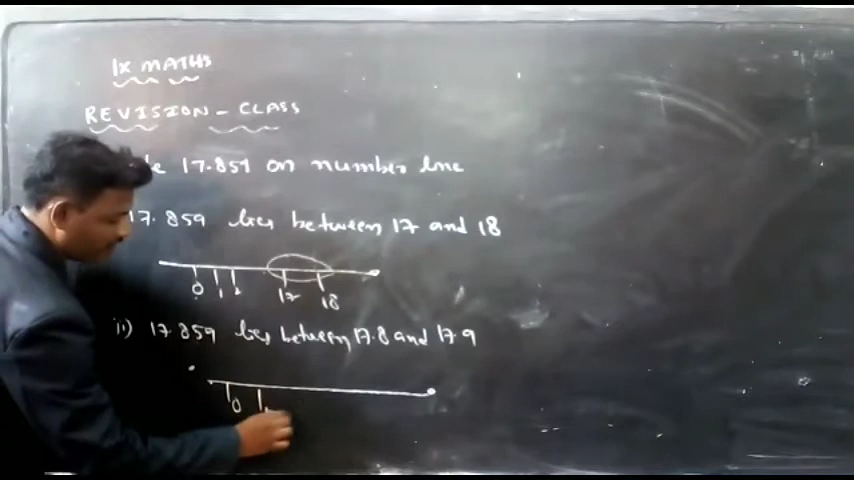 IX MATHS
REVISION - CLASS
17.859 on number line
17.859 lies between 17 and 18
0 1 2 17 18
ii) 17.859 lies between 17.8 and 17.9
0